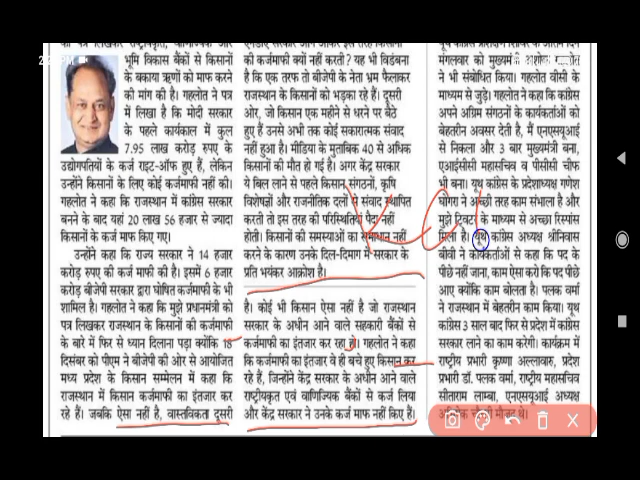 को पत्र लिखकर राष्ट्रीयकृत, वाणिज्यिक और
भूमि विकास बैंकों से किसानों
के बकाया ऋणों को माफ करने
की मांग की है। गहलोत ने पत्र
में लिखा है कि मोदी सरकार
के पहले कार्यकाल में कुल
7.95 लाख करोड़ रुपए के
उद्योगपतियों के कर्ज राइट-ऑफ हुए हैं, लेकिन
उन्होंने किसानों के लिए कोई कर्जमाफी नहीं की।
गहलोत ने कहा कि राजस्थान में कांग्रेस सरकार
बनने के बाद यहां 20 लाख 56 हजार से ज्यादा
किसानों के कर्ज माफ किए गए।
उन्होंने कहा कि राज्य सरकार ने 14 हजार
करोड़ रुपए की कर्ज माफी की है। इसमें 6 हजार
करोड़ बीजेपी सरकार द्वारा घोषित कर्जमाफी के भी
शामिल है। गहलोत ने कहा कि मुझे प्रधानमंत्री को
पत्र लिखकर राजस्थान के किसानों की कर्जमाफी
के बारे में फिर से ध्यान दिलाना पड़ा क्योंकि 18
दिसंबर को पीएम ने बीजेपी की ओर से आयोजित
मध्य प्रदेश के किसान सम्मेलन में कहा कि
राजस्थान में किसान कर्जमाफी का इंतजार कर
रहे हैं। जबकि ऐसा नहीं है, वास्तविकता दूसरी
की कर्जमाफी क्यों नहीं करती? यह भी विडंबना
है कि एक तरफ तो बीजेपी के नेता भ्रम फैलाकर
राजस्थान के किसानों को भड़का रहे हैं। दूसरी
ओर, जो किसान एक महीने से धरने पर बैठे
हुए हैं उनसे अभी तक कोई सकारात्मक संवाद
नहीं हुआ है। मीडिया के मुताबिक 40 से अधिक
किसानों की मौत हो गई है। अगर केंद्र सरकार
ये बिल लाने से पहले किसान संगठनों, कृषि
विशेषज्ञों और राजनीतिक दलों से संवाद स्थापित
करती तो इस तरह की परिस्थितियां पैदा नहीं
होती। किसानों की समस्याओं का समाधान नहीं
करने के कारण उनके दिल-दिमाग में सरकार के
प्रति भयंकर आक्रोश है।
है। कोई भी किसान ऐसा नहीं है जो राजस्थान
सरकार के अधीन आने वाले सहकारी बैंकों से
कर्जमाफी का इंतजार कर रहा हो। गहलोत ने कहा
कि कर्जमाफी का इंतजार वे ही बचे हुए किसान कर
रहे हैं, जिन्होंने केंद्र सरकार के अधीन आने वाले
राष्ट्रीयकृत एवं वाणिज्यिक बैंकों से कर्ज लिया
और केंद्र सरकार ने उनके कर्ज माफ नहीं किए हैं।
मंगलवार को मुख्यमंत्री अशोक गहलोत
ने भी संबोधित किया। गहलोत वीसी के
माध्यम से जुड़े। गहलोत ने कहा कि कांग्रेस
अपने अग्रिम संगठनों के कार्यकर्ताओं को
बेहतरीन अवसर देती है, मैं एनएसयूआई
से निकला और 3 बार मुख्यमंत्री बना,
एआईसीसी महासचिव व पीसीसी चीफ
भी बना। यूथ कांग्रेस के प्रदेशाध्यक्ष गणेश
घोगरा ने अच्छी तरह काम संभाला है और
मुझे ट्विटर के माध्यम से अच्छा रिस्पांस
मिला है। यूथ कांग्रेस अध्यक्ष श्रीनिवास
बीवी ने कार्यकर्ताओं से कहा कि पद के
पीछे नहीं जाना, काम ऐसा करो कि पद पीछे
आए क्योंकि काम बोलता है। पलक वर्मा
ने राजस्थान में बेहतरीन काम किया। यूथ
कांग्रेस 3 साल बाद फिर से प्रदेश में कांग्रेस
सरकार लाने का काम करेगी। कार्यक्रम में
राष्ट्रीय प्रभारी कृष्णा अल्लावारु, प्रदेश
प्रभारी डॉ. पलक वर्मा, राष्ट्रीय महासचिव
सीताराम लाम्बा, एनएसयूआई अध्यक्ष
चौधरी मौजूद थे।